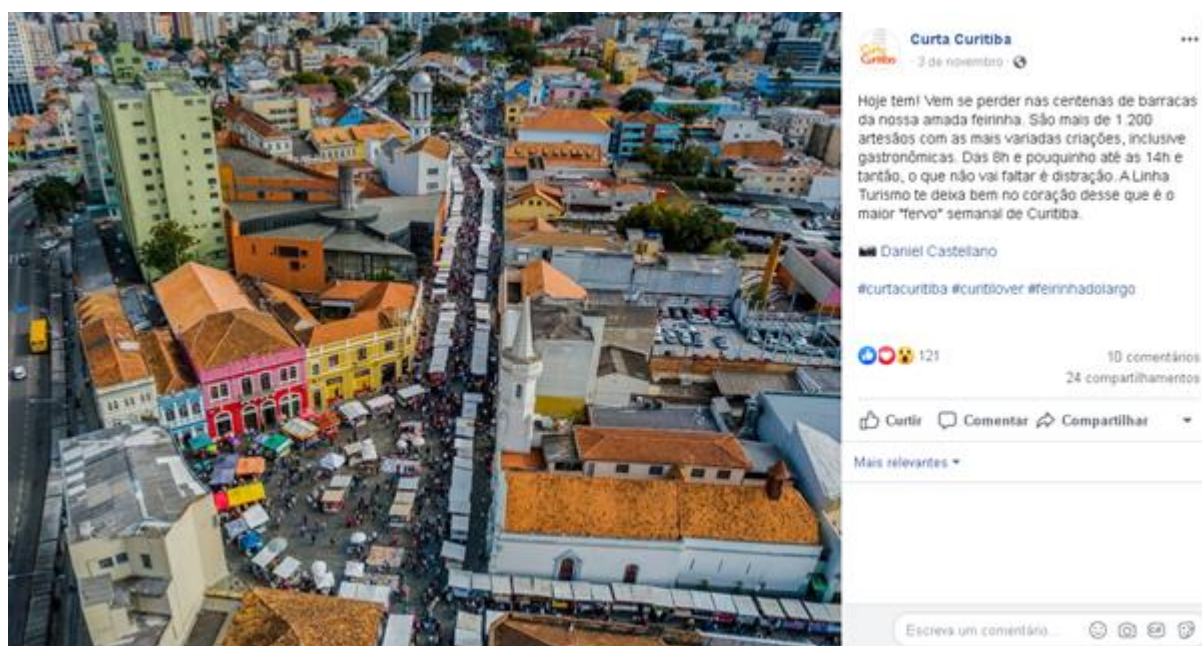 Curta Curitiba
3 de novembro
Hoje tem! Vem se perder nas centenas de barracas
da nossa amada feirinha. São mais de 1 200
artesãos com as mais variadas criações, inclusive
gastronômicas. Das 8h e pouquinho até as 14h e
tantão, o que não vai faltar é distração. A Linha
Turismo te deixa bem no coração desse que é o
maior "fervo" semanal de Curitiba.
Daniel Castellano
#curtacuritiba #curitilover #feirinhadolargo
121
10 comentários
24 compartilhamentos
Curtir Comentar Compartilhar
Mais relevantes
Escreva um comentário...